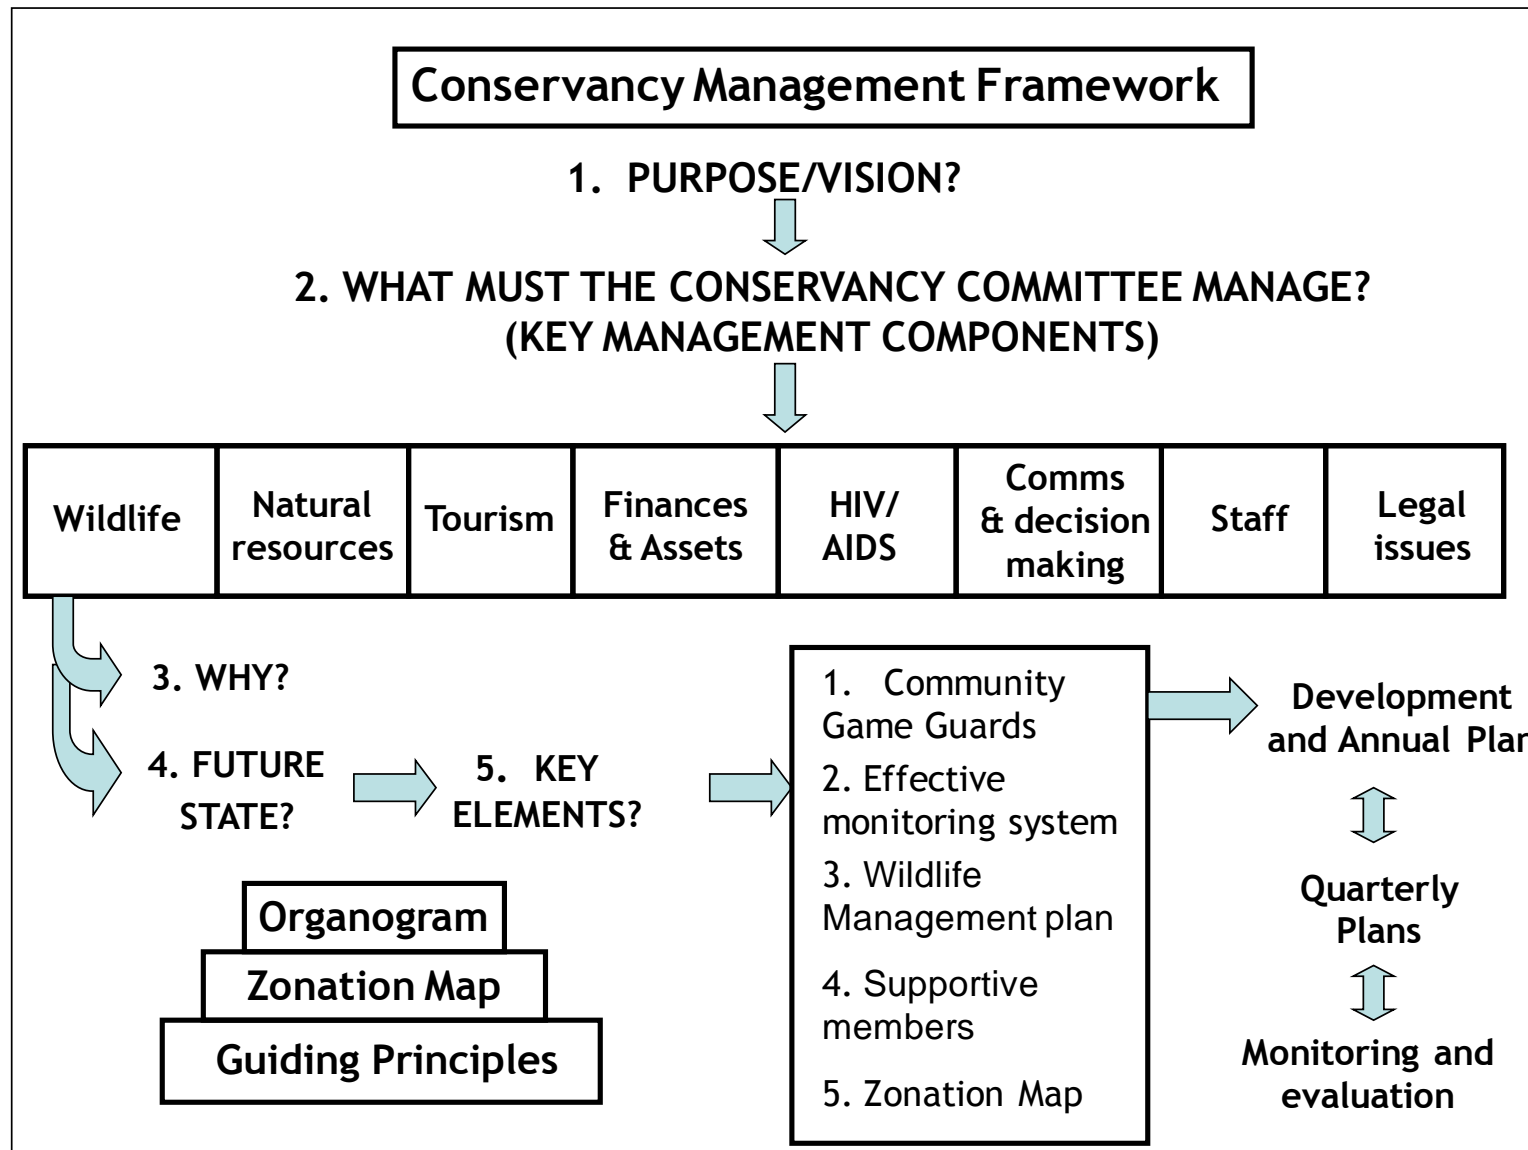 Conservancy Management Framework
1. PURPOSE/VISION?
2. WHAT MUST THE CONSERVANCY COMMITTEE MANAGE?
(KEY MANAGEMENT COMPONENTS)
Wildlife
Natural
resources
Tourism
Finances
& Assets
HIV/
AIDS
Comms
& decision
making
Staff
Legal
issues
3. WHY?
4. FUTURE
STATE?
5. KEY
ELEMENTS?
1. Community
Game Guards
2. Effective
monitoring system
3. Wildlife
Management plan
4. Supportive
members
5. Zonation Map
Development
and Annual Plan
Quarterly
Plans
Monitoring and
evaluation
Organogram
Zonation Map
Guiding Principles